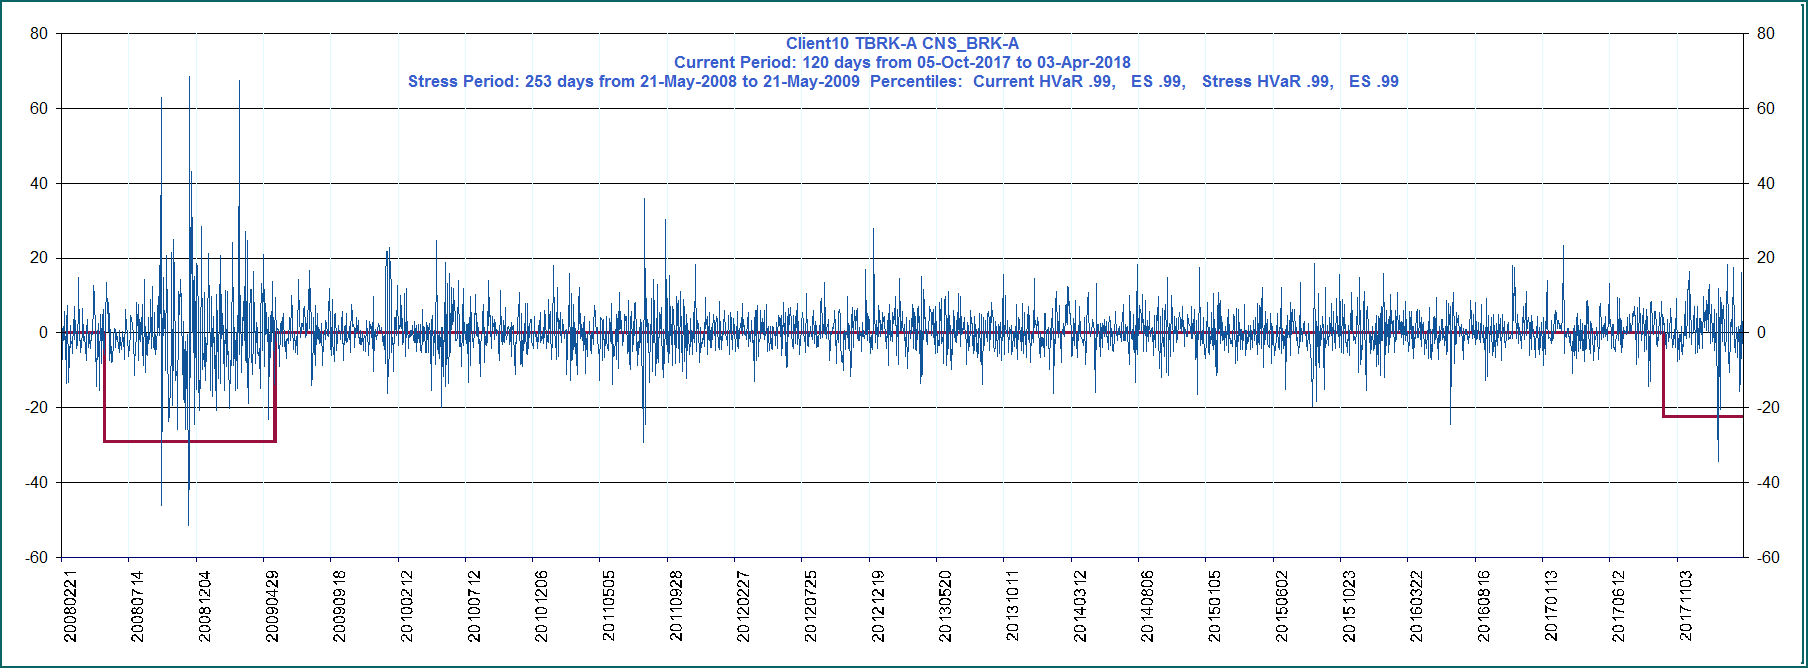 Client10 TBRK-A CNS_BRK-A
Current Period: 120 days from 05-Oct-2017 to 03-Apr-2018
Stress Period: 253 days from 21-May-2008 to 21-May-2009  Percentiles:  Current HVaR .99,   ES .99,   Stress HVaR .99,   ES .99
80 80
60 60
40 40
20 20
0 0
-20 -20
-40 -40
-60 -60
20080221 20080714 20081204 20090429 20090918 20100212 20100712 20101206 20110505 20110928 20120227 20120725 20121219 20130520 20131011 20140312 20140806 20150105 20150602 20151023 20160322 20160816 20170113 20170612 20171103